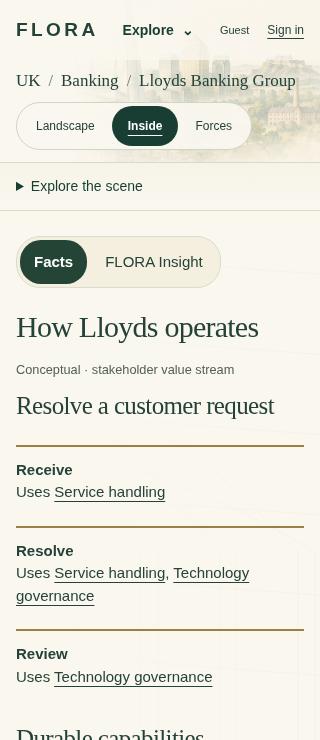 FLORA Explore Guest Sign in
UK / Banking / Lloyds Banking Group
Landscape Inside Forces
Explore the scene
Facts FLORA Insight
How Lloyds operates
Conceptual · stakeholder value stream
Resolve a customer request
Receive
Uses Service handling
Resolve
Uses Service handling, Technology
governance
Review
Uses Technology governance
Durable capabilities